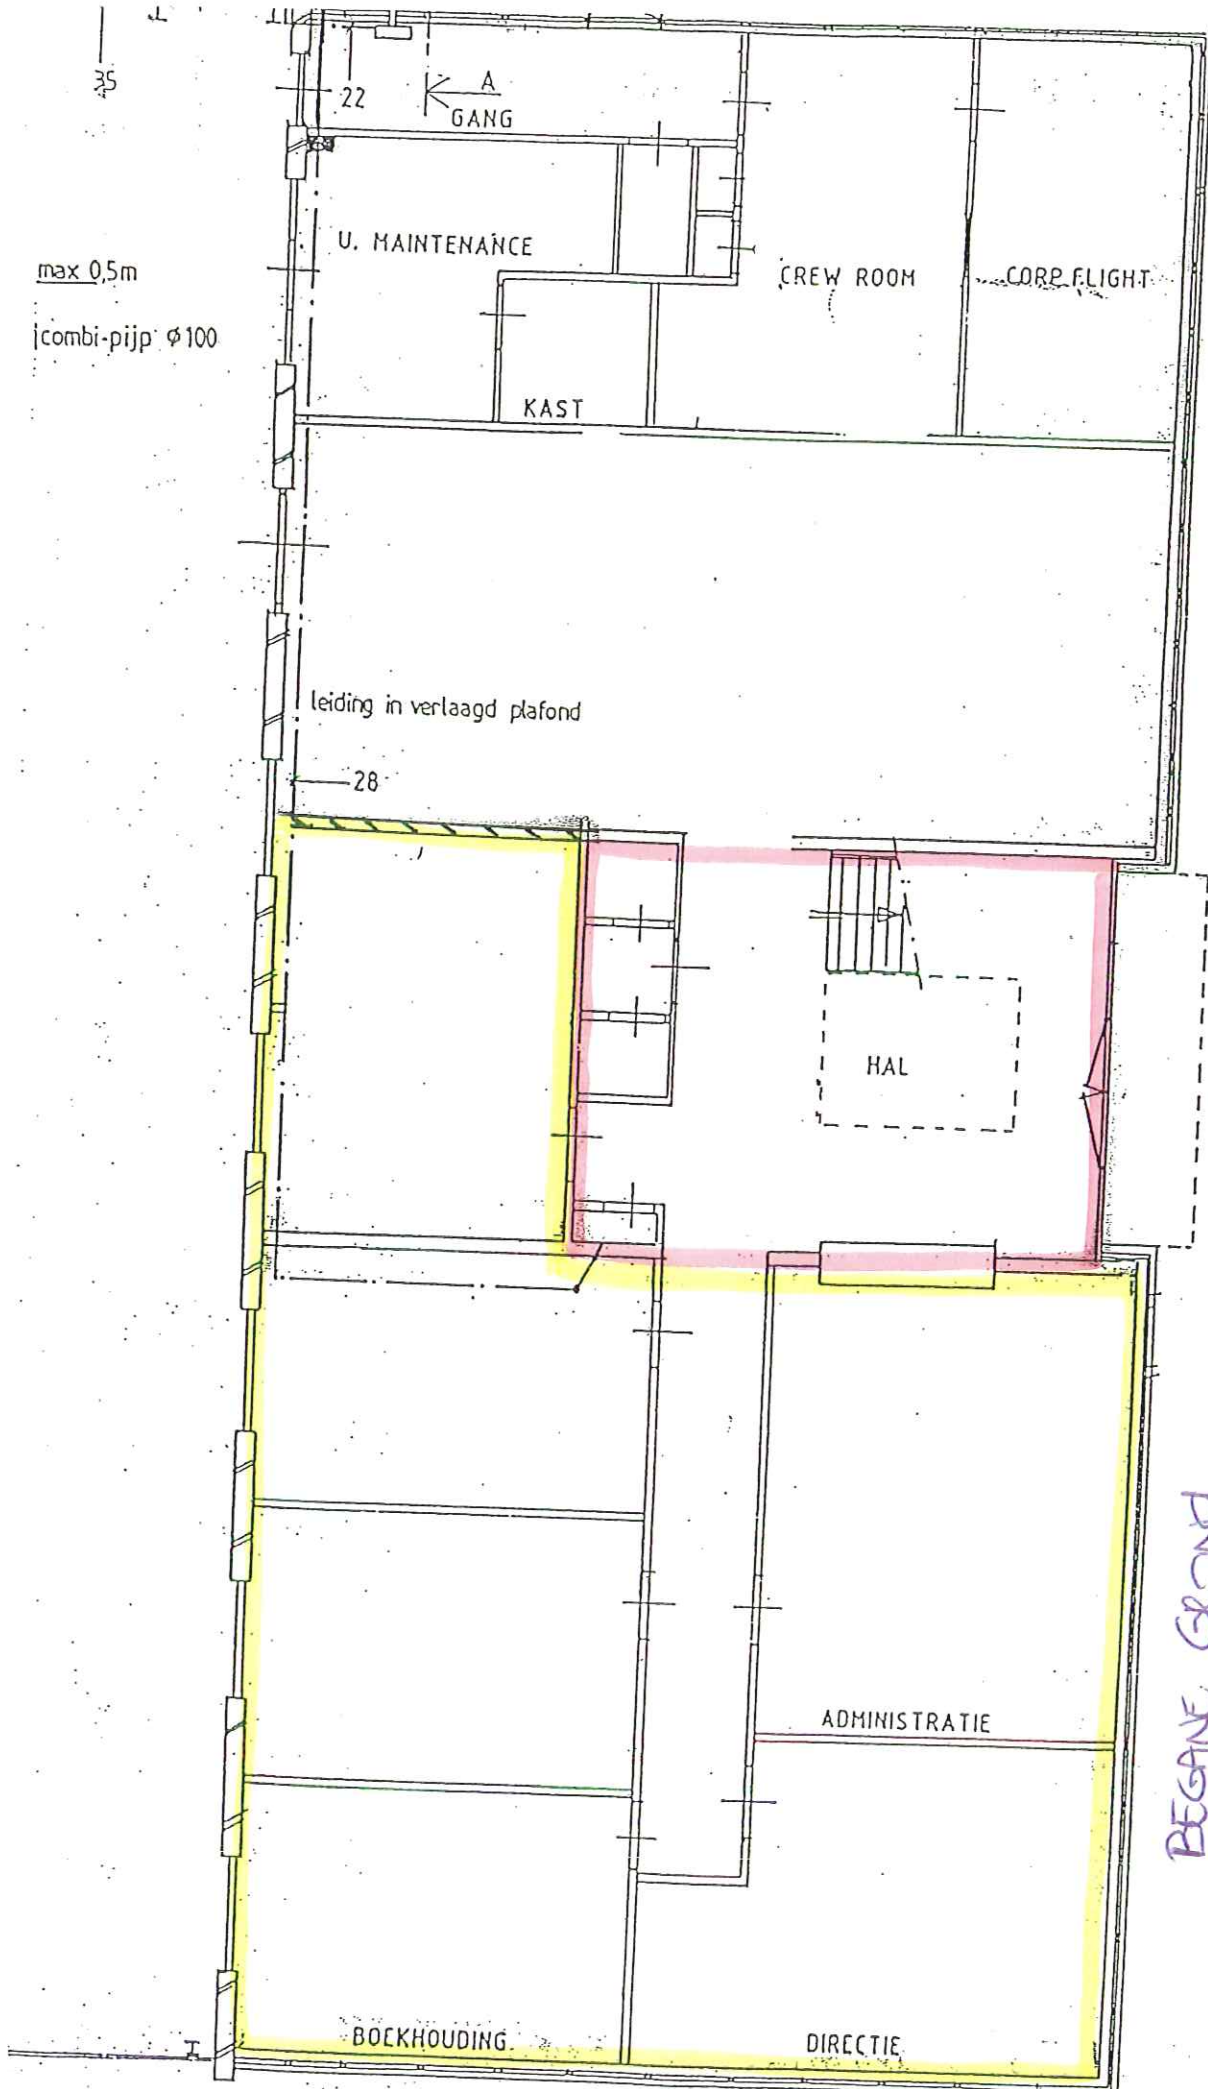 35
22
A
GANG
U. MAINTENANCE
max 0,5m
CREW ROOM
CORP FLIGHT
combi-pijp ϕ100
KAST
leiding in verlaagd plafond
28
HAL
ADMINISTRATIE
BEGANE GROND
BOEKHOUDING
DIRECTIE